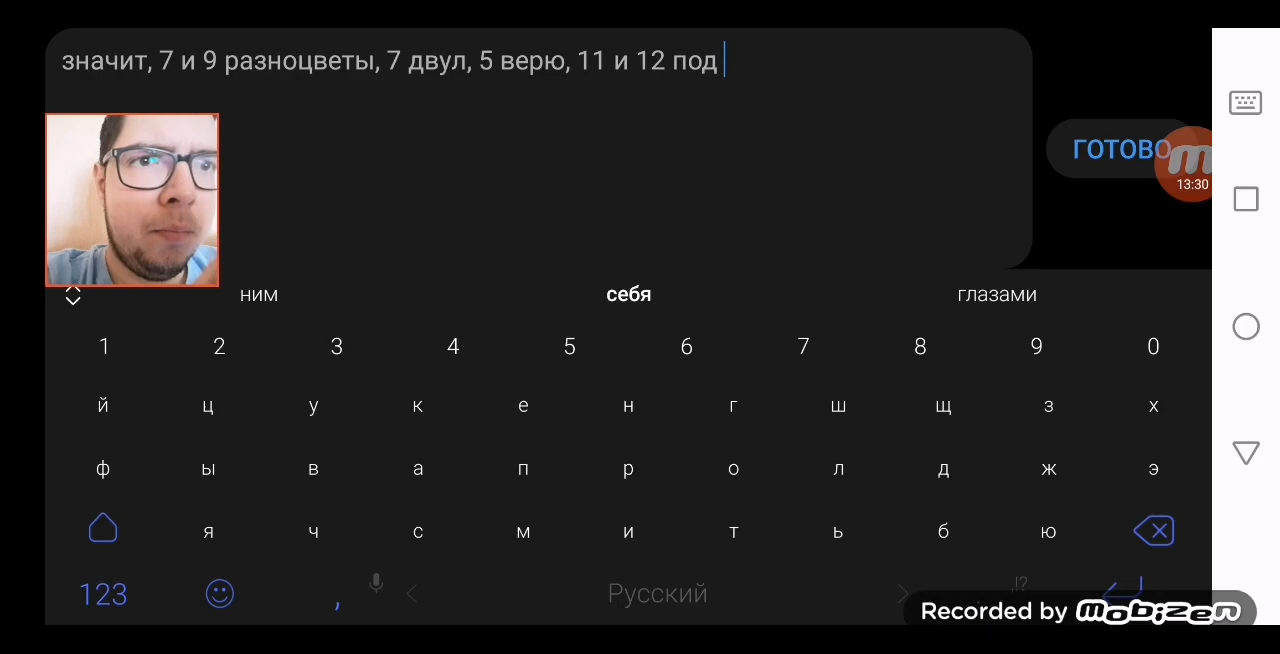 значит, 7 и 9 разноцветы, 7 двул, 5 верю, 11 и 12 под
ГОТОВО
13:30
ним себя глазами
1 2 3 4 5 6 7 8 9 0
й ц у к е н г ш щ з х
ф ы в а п р о л д ж э
я ч с м и т ь б ю
123 , < Русский > ,!?
Recorded by mobizen